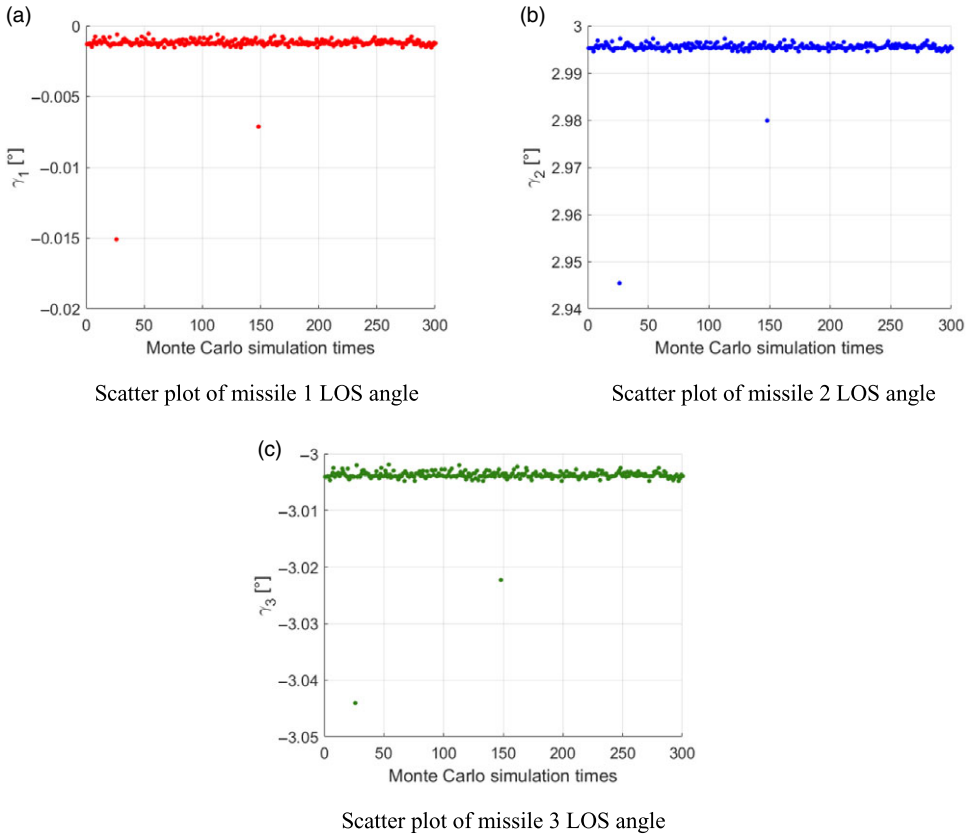 (a)
0
−0.005
−0.01
−0.015
−0.02
γ1 [°]
0 50 100 150 200 250 300
Monte Carlo simulation times
Scatter plot of missile 1 LOS angle
(b)
3
2.99
2.98
2.97
2.96
2.95
2.94
γ2 [°]
0 50 100 150 200 250 300
Monte Carlo simulation times
Scatter plot of missile 2 LOS angle
(c)
−3
−3.01
−3.02
−3.03
−3.04
−3.05
γ3 [°]
0 50 100 150 200 250 300
Monte Carlo simulation times
Scatter plot of missile 3 LOS angle